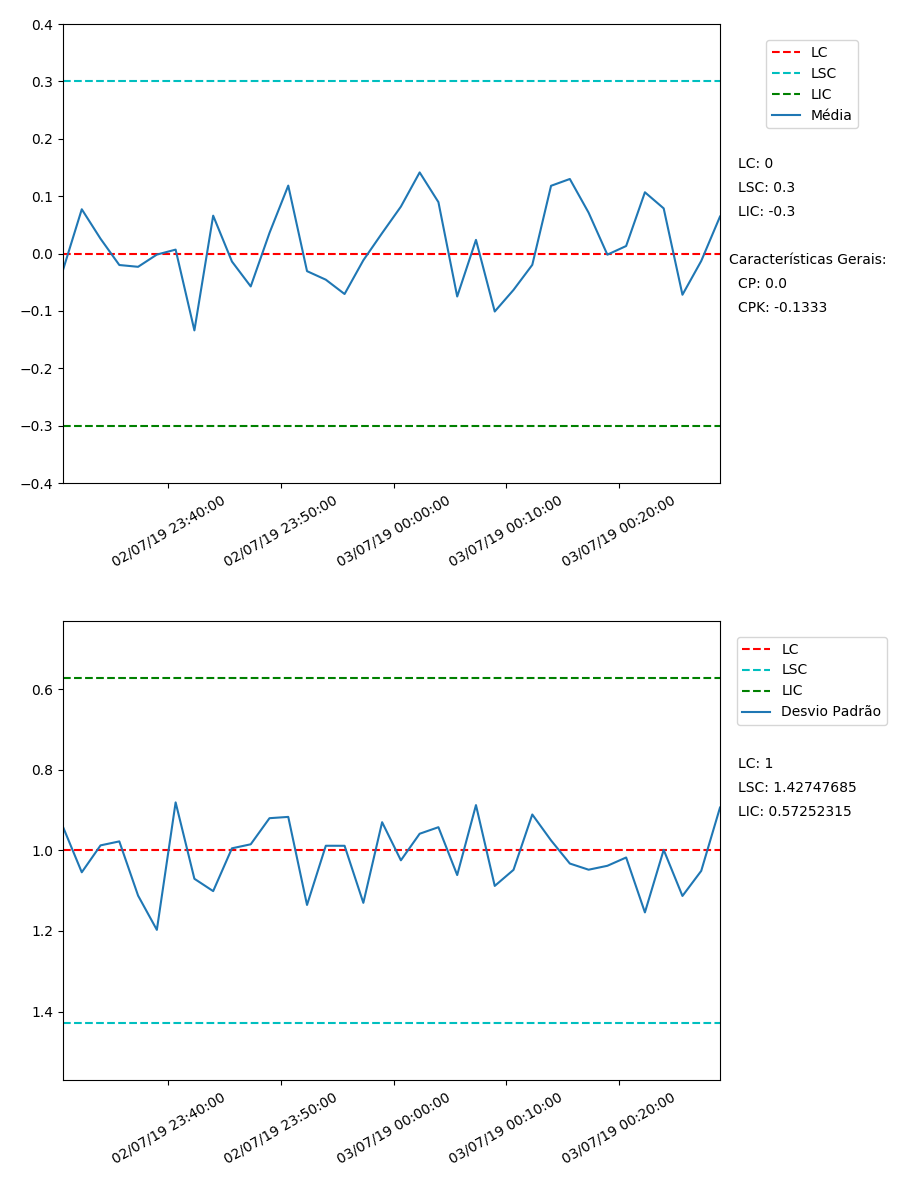 0.4
0.3
0.2
0.1
0.0
−0.1
−0.2
−0.3
−0.4
02/07/19 23:40:00
02/07/19 23:50:00
03/07/19 00:00:00
03/07/19 00:10:00
03/07/19 00:20:00
LC
LSC
LIC
Média
LC: 0
LSC: 0.3
LIC: -0.3
Características Gerais:
CP: 0.0
CPK: -0.1333
0.6
0.8
1.0
1.2
1.4
02/07/19 23:40:00
02/07/19 23:50:00
03/07/19 00:00:00
03/07/19 00:10:00
03/07/19 00:20:00
LC
LSC
LIC
Desvio Padrão
LC: 1
LSC: 1.42747685
LIC: 0.57252315